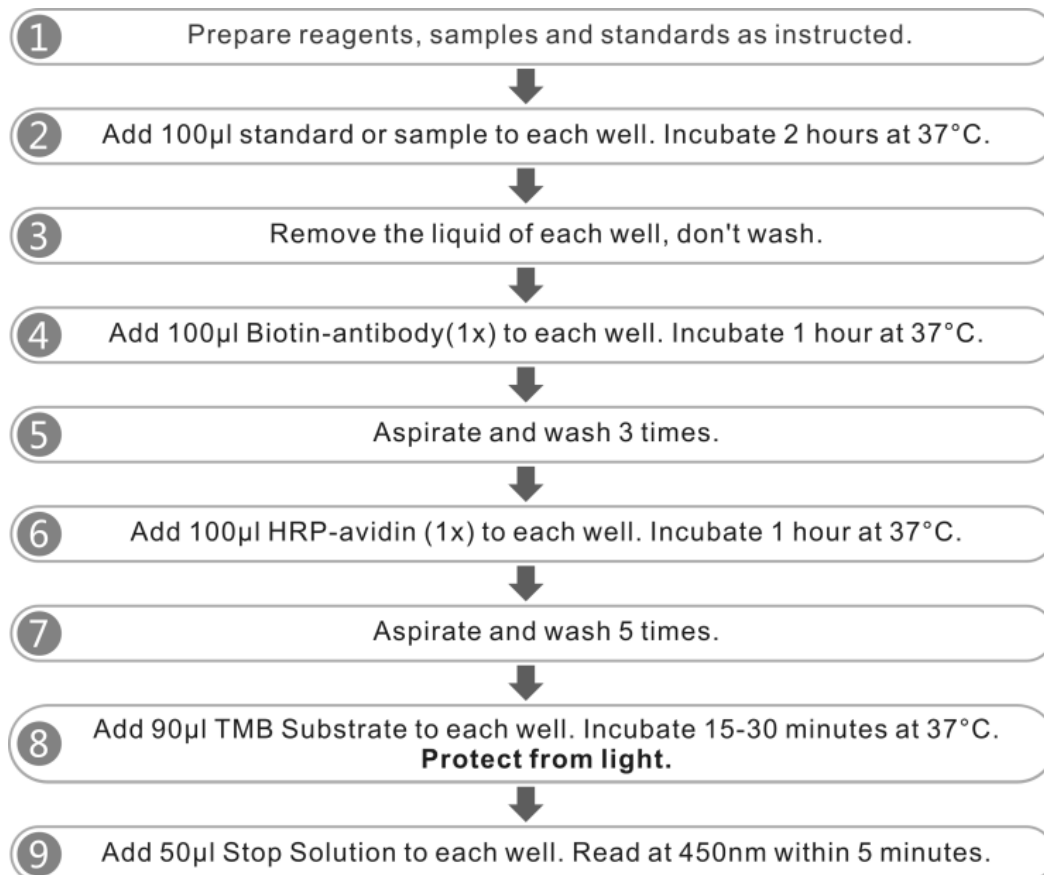 1 Prepare reagents, samples and standards as instructed.
2 Add 100µl standard or sample to each well. Incubate 2 hours at 37°C.
3 Remove the liquid of each well, don't wash.
4 Add 100µl Biotin-antibody(1x) to each well. Incubate 1 hour at 37°C.
5 Aspirate and wash 3 times.
6 Add 100µl HRP-avidin (1x) to each well. Incubate 1 hour at 37°C.
7 Aspirate and wash 5 times.
8 Add 90µl TMB Substrate to each well. Incubate 15-30 minutes at 37°C.
Protect from light.
9 Add 50µl Stop Solution to each well. Read at 450nm within 5 minutes.